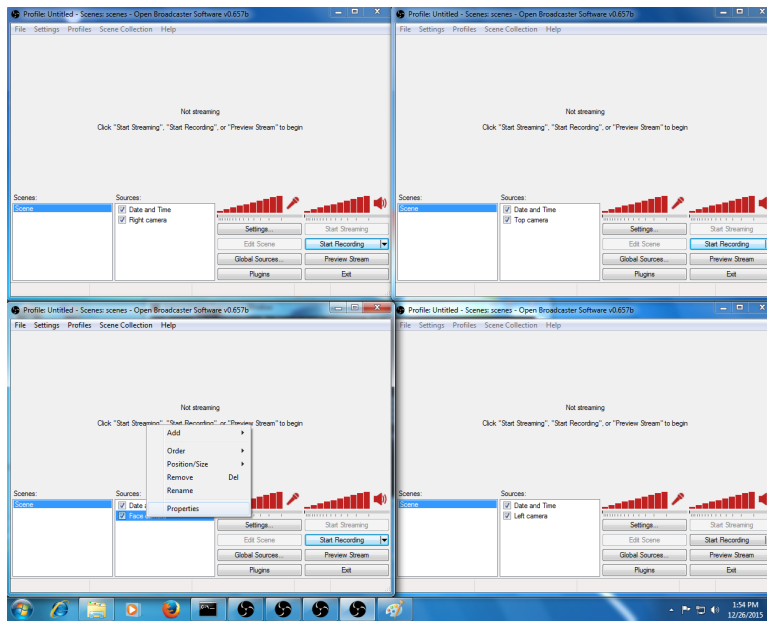 Profile: Untitled - Scenes: scenes - Open Broadcaster Software v0.657b
File Settings Profiles Scene Collection Help
Not streaming
Click "Start Streaming", "Start Recording", or "Preview Stream" to begin
Scenes:
Scene
Sources:
Date and Time
Right camera
Settings...
Start Streaming
Edit Scene
Start Recording
Global Sources...
Preview Stream
Plugins
Exit
Profile: Untitled - Scenes: scenes - Open Broadcaster Software v0.657b
File Settings Profiles Scene Collection Help
Not streaming
Click "Start Streaming", "Start Recording", or "Preview Stream" to begin
Scenes:
Scene
Sources:
Date and Time
Top camera
Settings...
Start Streaming
Edit Scene
Start Recording
Global Sources...
Preview Stream
Plugins
Exit
Profile: Untitled - Scenes: scenes - Open Broadcaster Software v0.657b
File Settings Profiles Scene Collection Help
Not streaming
Click "Start Streaming", "Start Recording", or "Preview Stream" to begin
Add
Order
Position/Size
Remove Del
Rename
Properties
Scenes:
Scene
Sources:
Date
Face
Settings...
Start Streaming
Edit Scene
Start Recording
Global Sources...
Preview Stream
Plugins
Exit
Profile: Untitled - Scenes: scenes - Open Broadcaster Software v0.657b
File Settings Profiles Scene Collection Help
Not streaming
Click "Start Streaming", "Start Recording", or "Preview Stream" to begin
Scenes:
Scene
Sources:
Date and Time
Left camera
Settings...
Start Streaming
Edit Scene
Start Recording
Global Sources...
Preview Stream
Plugins
Exit
1:54 PM
12/26/2015